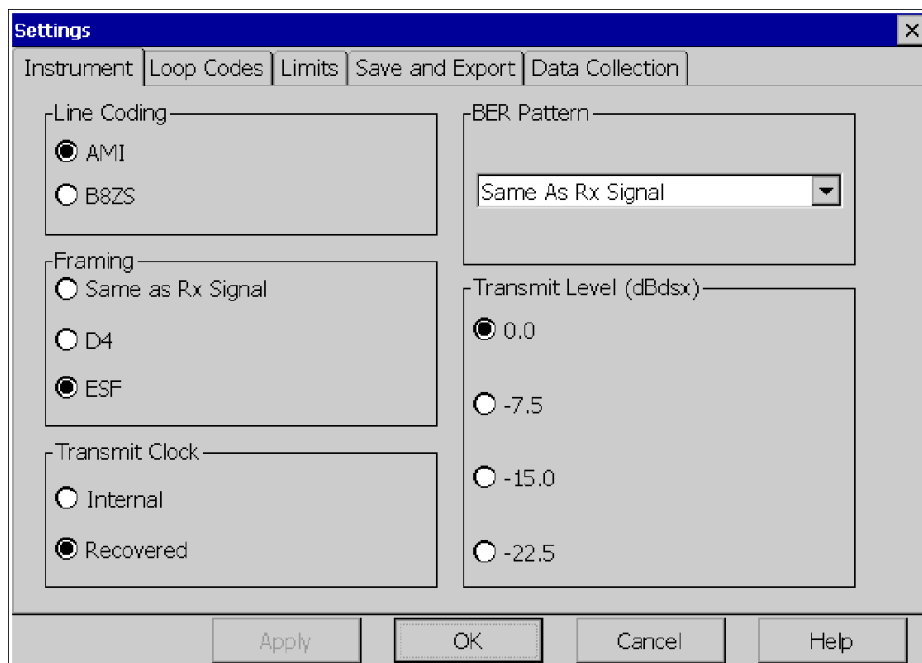 Settings
Instrument Loop Codes Limits Save and Export Data Collection
Line Coding
AMI
B8ZS
Framing
Same as Rx Signal
D4
ESF
Transmit Clock
Internal
Recovered
BER Pattern
Same As Rx Signal
Transmit Level (dBdsx)
0.0
-7.5
-15.0
-22.5
Apply OK Cancel Help